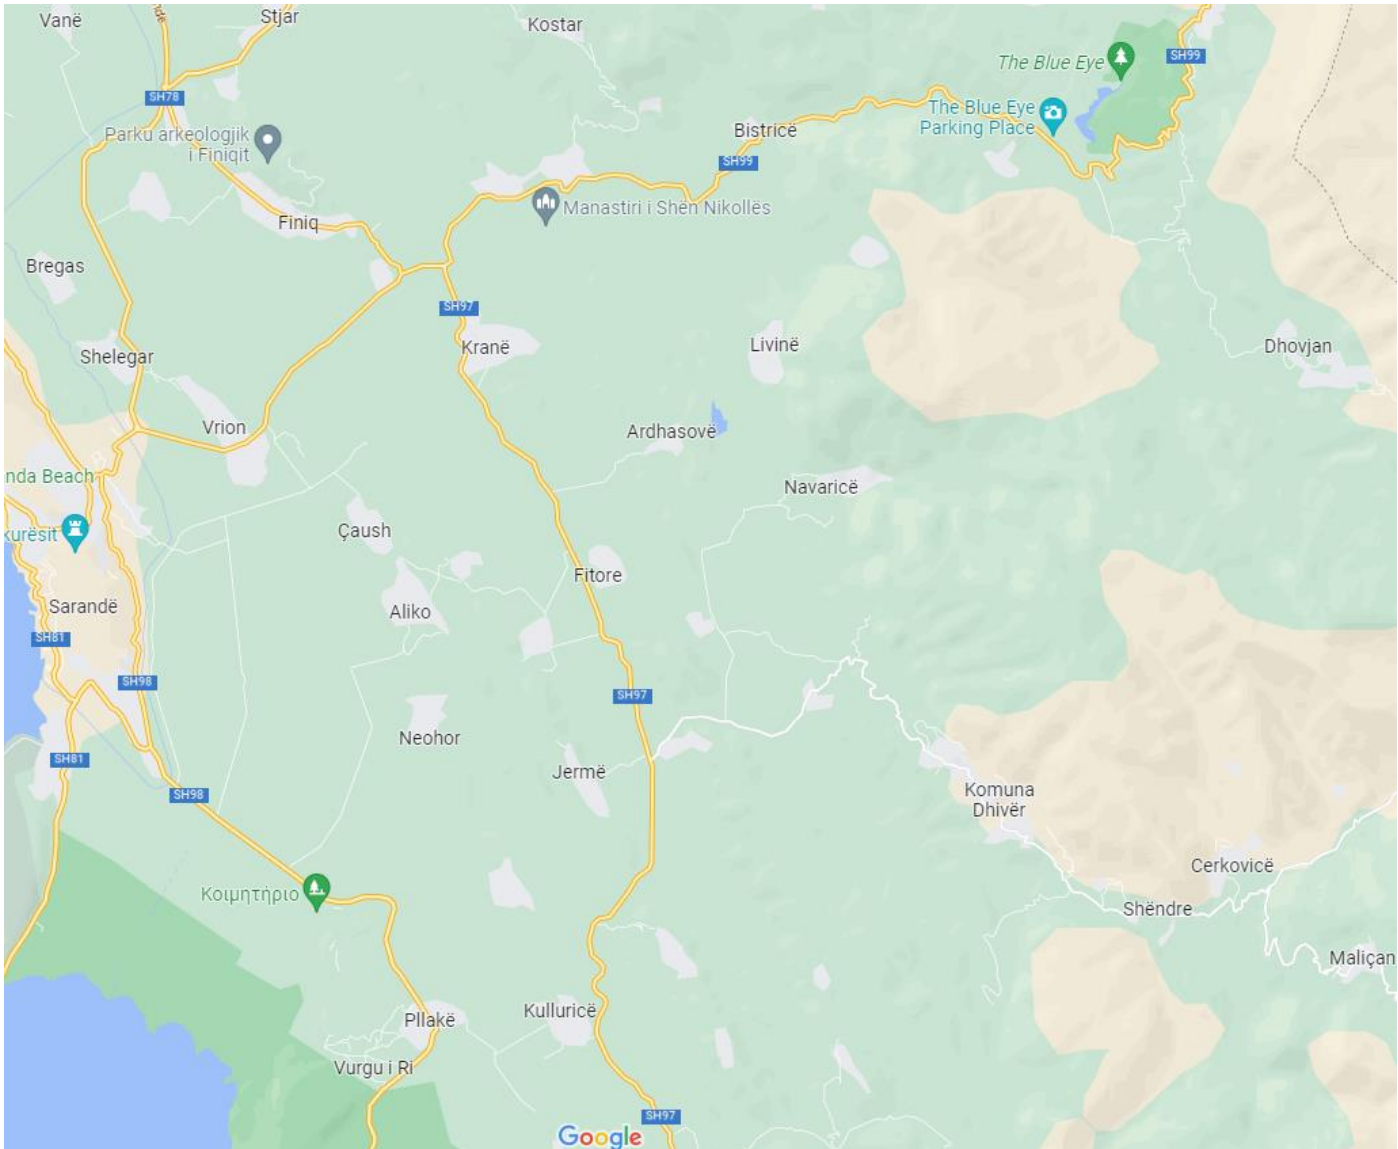 Vanë
Stjar
Kostar
SH99
The Blue Eye
SH78
The Blue Eye
Parking Place
Parku arkeologjik
i Finiqit
Bistricë
SH99
Manastiri i Shën Nikollës
Finiq
Bregas
SH97
Kranë
Livinë
Dhovjan
Shelegar
Vrion
Ardhasovë
nda Beach
Navaricë
kurësit
Çaush
Fitore
Sarandë
Aliko
SH81
SH98
SH97
Neohor
SH81
Jermë
SH98
Komuna
Dhivër
Cerkovicë
Κοιμητήριο
Shëndre
Maliçan
Kulluricë
Pllakë
Vurgu i Ri
SH97
Google